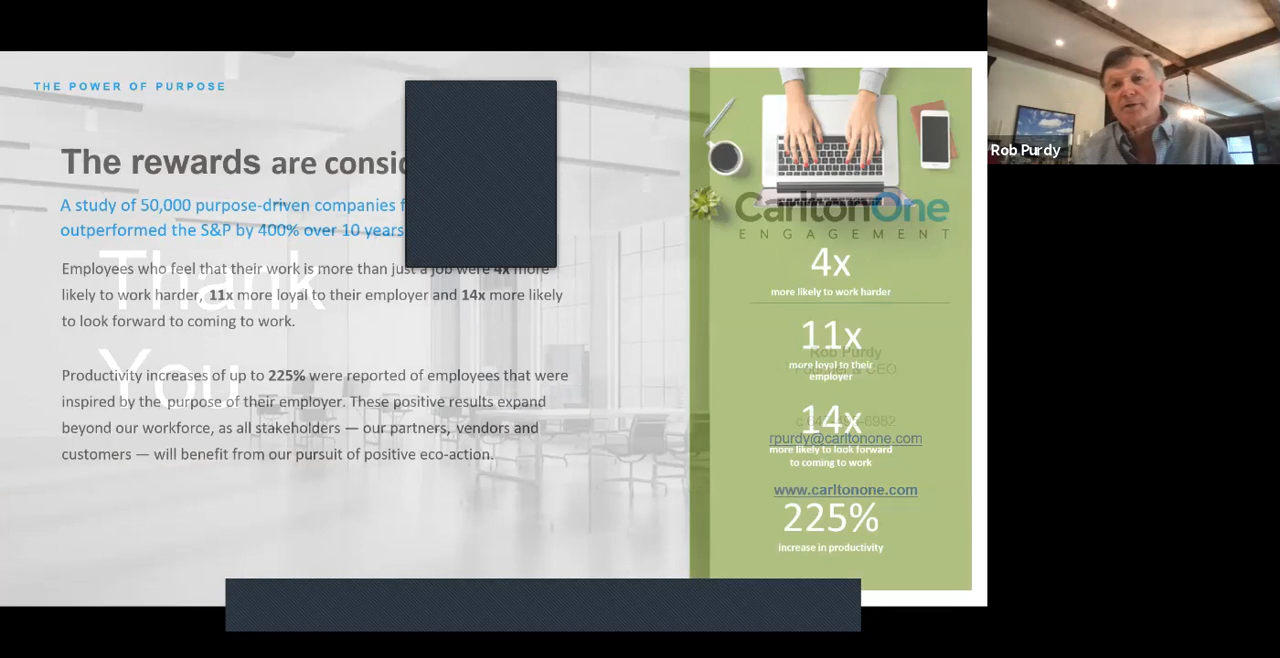 THE POWER OF PURPOSE
The rewards are
A study of 50,000 purpose-driven companies
outperformed the S&P by 400% over 10 years
Employees who feel that their work is more than just a job were 4x more
likely to work harder, 11x more loyal to their employer and 14x more likely
to look forward to coming to work.
Productivity increases of up to 225% were reported of employees that were
inspired by the purpose of their employer. These positive results expand
beyond our workforce, as all stakeholders — our partners, vendors and
customers — will benefit from our pursuit of positive eco-action.
Thank
You
CarltonOne
ENGAGEMENT
4x
more likely to work harder
11x
Rob Purdy
more loyal to their
CEO
employer
14x
rpurdy@carltonone.com
more likely to look forward
to coming to work
www.carltonone.com
225%
increase in productivity
Rob Purdy